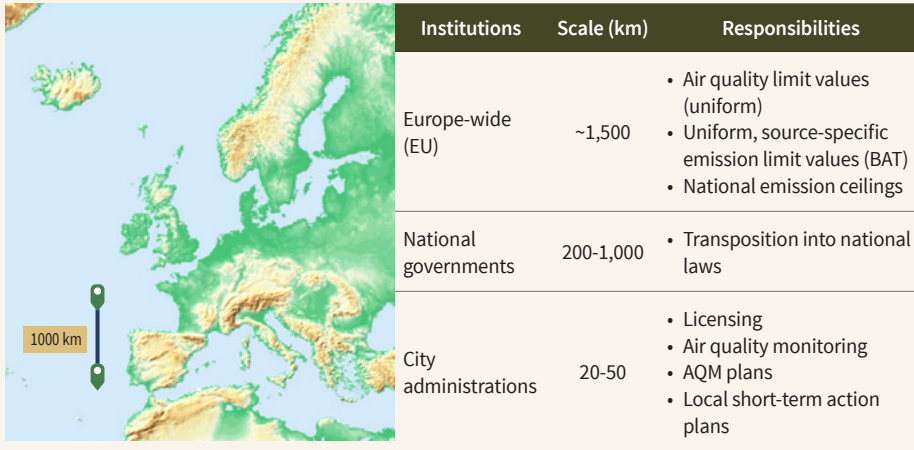 1000 km
Institutions Scale (km) Responsibilities
Europe-wide
(EU)
~1,500
• Air quality limit values
(uniform)
• Uniform, source-specific
emission limit values (BAT)
• National emission ceilings
National
governments
200-1,000
• Transposition into national
laws
City
administrations
20-50
• Licensing
• Air quality monitoring
• AQM plans
• Local short-term action
plans